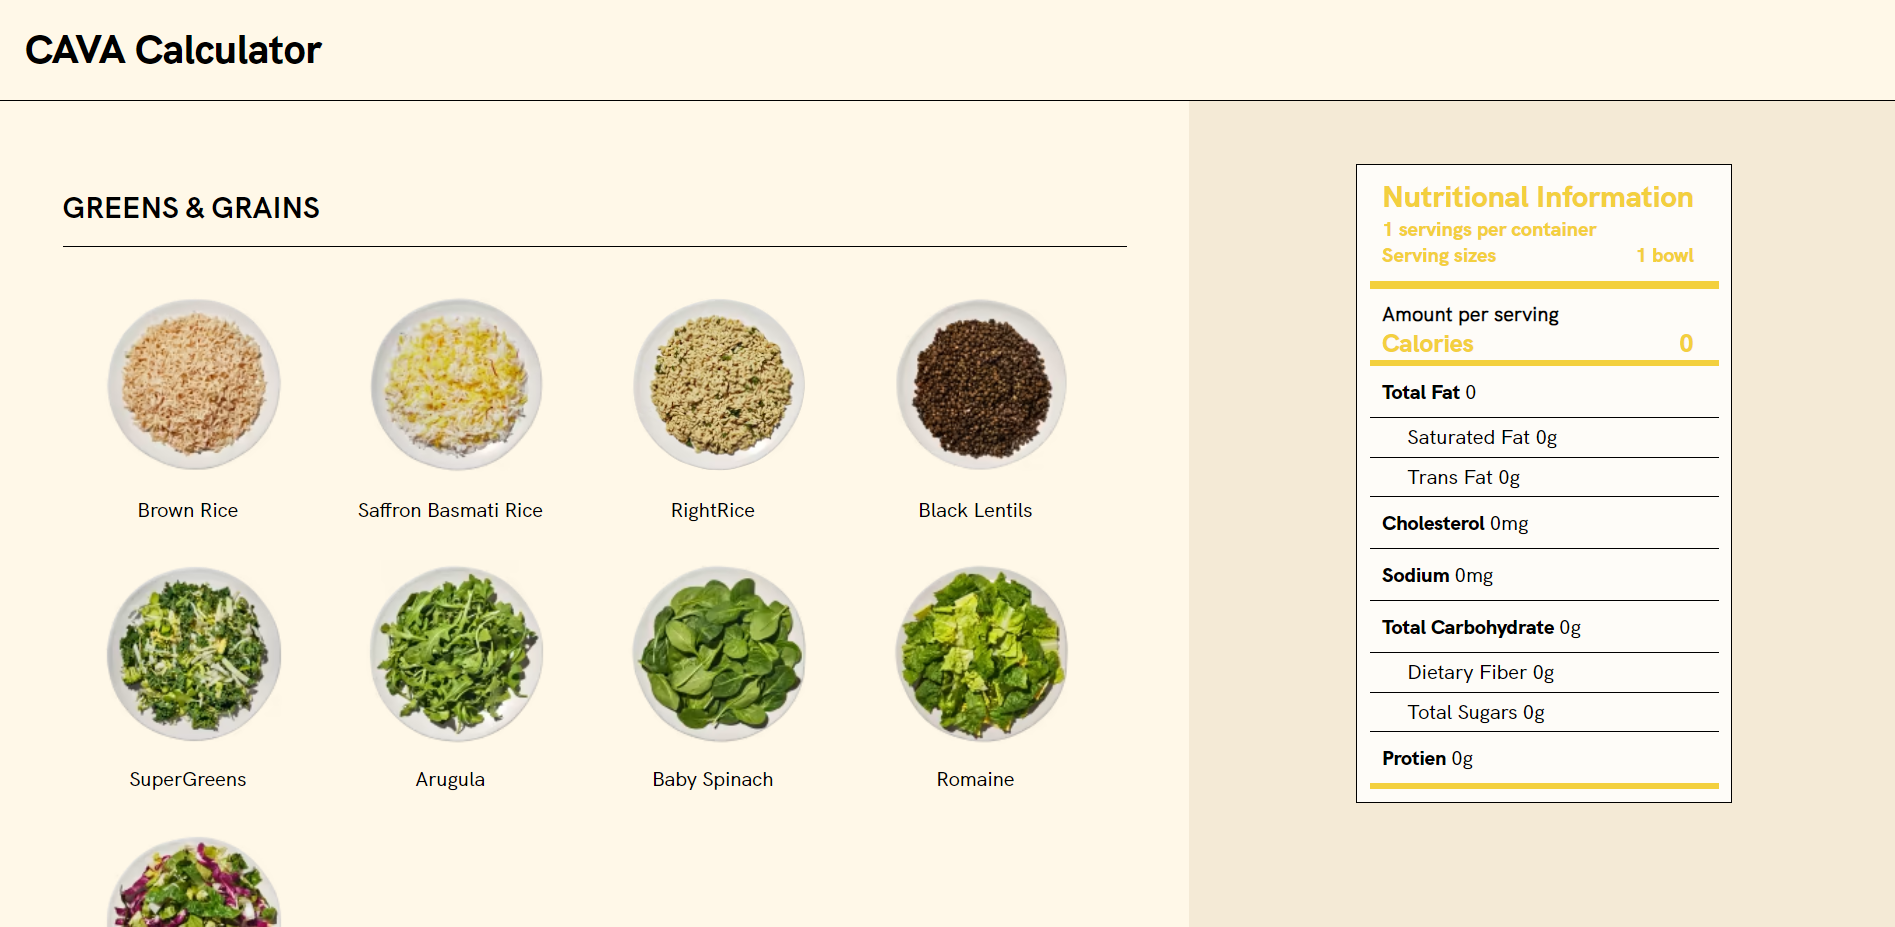 CAVA Calculator
GREENS & GRAINS
Brown Rice
Saffron Basmati Rice
RightRice
Black Lentils
SuperGreens
Arugula
Baby Spinach
Romaine
Nutritional Information
1 servings per container
Serving sizes 1 bowl
Amount per serving
Calories 0
Total Fat 0
Saturated Fat 0g
Trans Fat 0g
Cholesterol 0mg
Sodium 0mg
Total Carbohydrate 0g
Dietary Fiber 0g
Total Sugars 0g
Protien 0g